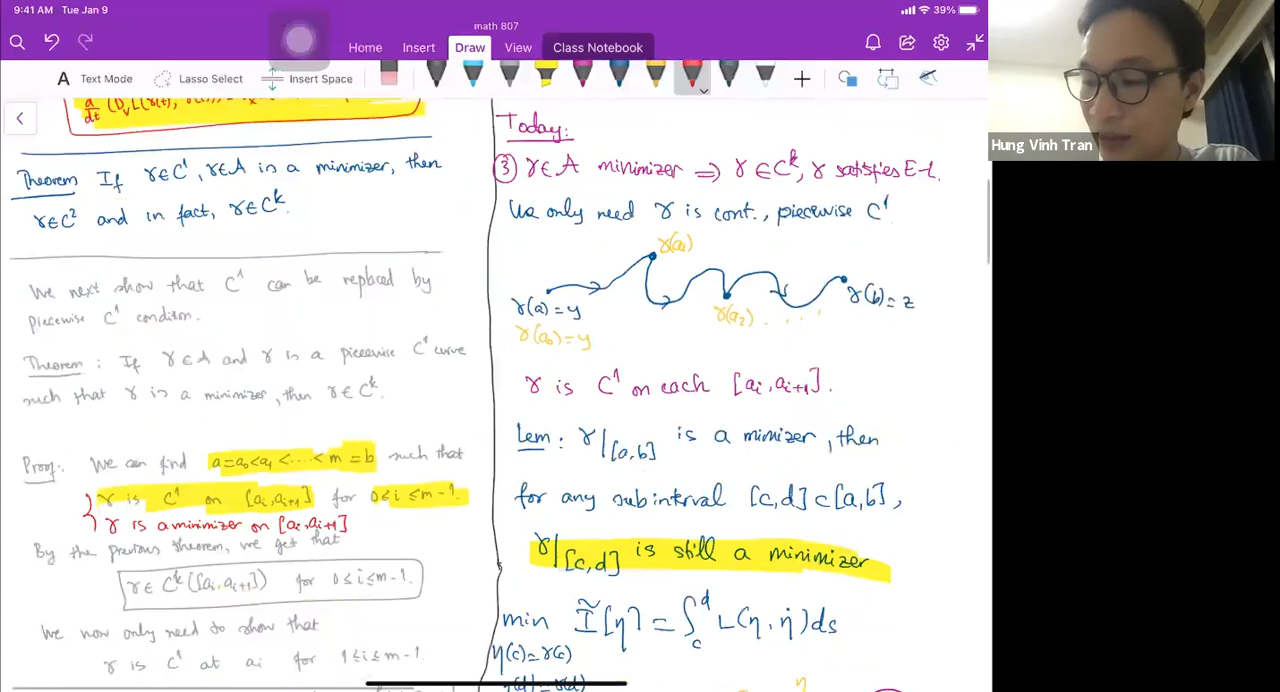 9:41 AM Tue Jan 9
39%
math 807
Home Insert Draw View Class Notebook
A Text Mode Lasso Select Insert Space
Hung Vinh Tran
Theorem If γ∈C¹, γ∈A is a minimizer, then
γ∈C² and in fact, γ∈Cᵏ.
We next show that C¹ can be replaced by
piecewise C¹ condition.
Theorem: If γ∈A and γ is a piecewise C¹ curve
such that γ is a minimizer, then γ∈Cᵏ.
Proof: We can find a=a₀<a₁<....<m=b such that
γ is C¹ on [aᵢ,aᵢ₊₁] for 0≤i≤m-1.
γ is a minimizer on [aᵢ,aᵢ₊₁]
By the previous theorem, we get that
γ∈Cᵏ([aᵢ,aᵢ₊₁]) for 0≤i≤m-1.
We now only need to show that
γ is C¹ at aᵢ for 1≤i≤m-1.
Today:
③ γ∈A minimizer ⇒ γ∈Cᵏ, γ satisfies E-L.
We only need γ is cont., piecewise C¹
γ(a₁)
γ(a)=y
γ(b)=z
γ(a₀)=y
γ(a₂) . . . . .
γ is C¹ on each [aᵢ,aᵢ₊₁].
Lem: γ|[a,b] is a mimizer, then
for any subinterval [c,d]⊂[a,b],
γ|[c,d] is still a minimizer
min Ĩ[η] = ∫_c^d L(η,η̇)ds
η(c)=γ(c)
η(d)=γ(d)